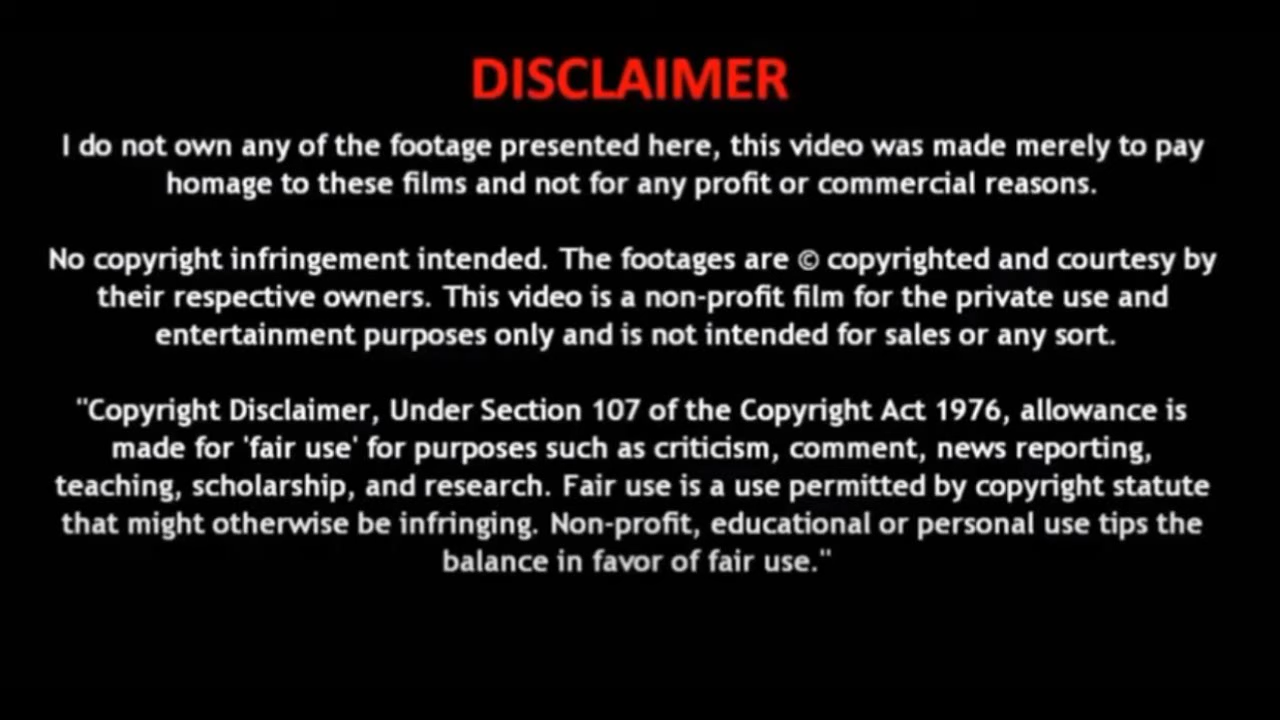 DISCLAIMER
I do not own any of the footage presented here, this video was made merely to pay
homage to these films and not for any profit or commercial reasons.
No copyright infringement intended. The footages are © copyrighted and courtesy by
their respective owners. This video is a non-profit film for the private use and
entertainment purposes only and is not intended for sales or any sort.
"Copyright Disclaimer, Under Section 107 of the Copyright Act 1976, allowance is
made for 'fair use' for purposes such as criticism, comment, news reporting,
teaching, scholarship, and research. Fair use is a use permitted by copyright statute
that might otherwise be infringing. Non-profit, educational or personal use tips the
balance in favor of fair use."